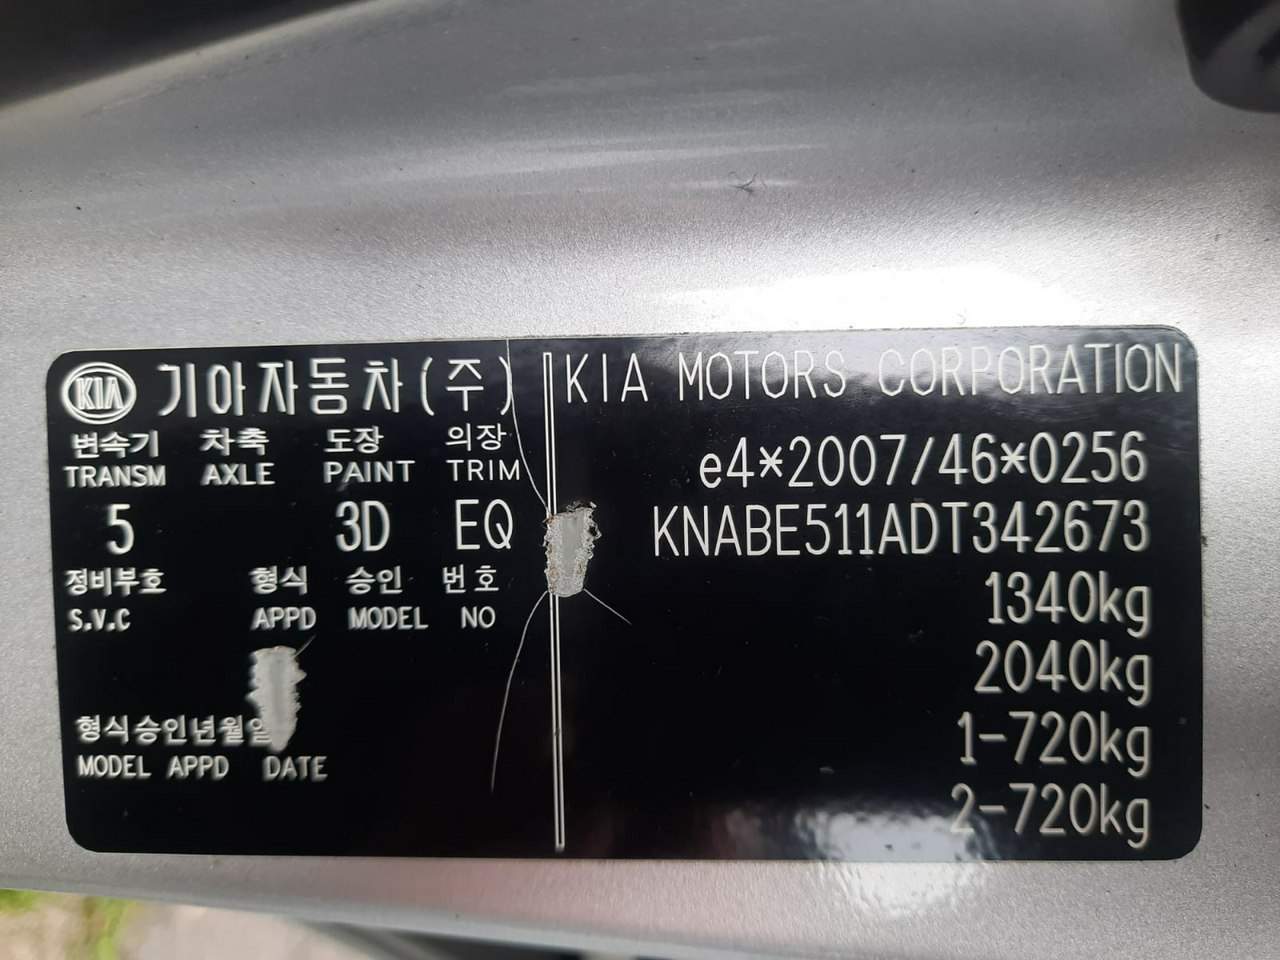 KIA 기아자동차(주)
변속기 차축 도장 의장
TRANSM AXLE PAINT TRIM
5 3D EQ
정비부호 형식 승인 번호
S.V.C APPD MODEL NO
형식승인년월일
MODEL APPD DATE
KIA MOTORS CORPORATION
e4*2007/46*0256
KNABE511ADT342673
1340kg
2040kg
1-720kg
2-720kg